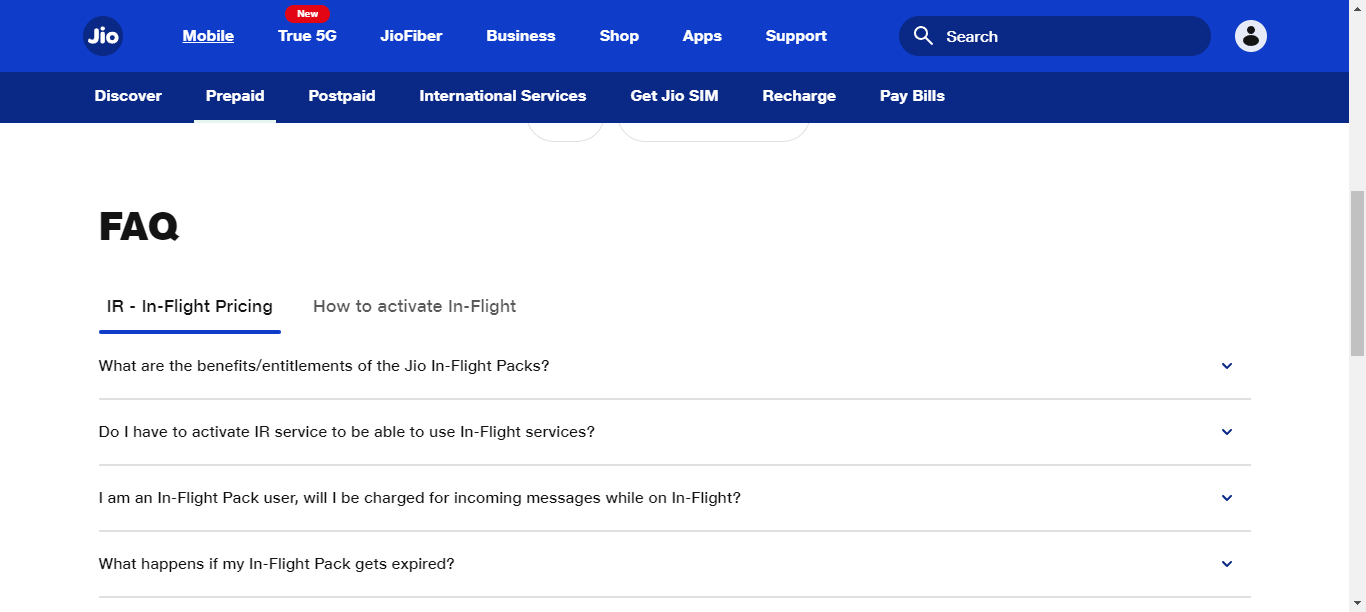 New
Jio Mobile True 5G JioFiber Business Shop Apps Support Search
Discover Prepaid Postpaid International Services Get Jio SIM Recharge Pay Bills
FAQ
IR - In-Flight Pricing How to activate In-Flight
What are the benefits/entitlements of the Jio In-Flight Packs?
Do I have to activate IR service to be able to use In-Flight services?
I am an In-Flight Pack user, will I be charged for incoming messages while on In-Flight?
What happens if my In-Flight Pack gets expired?